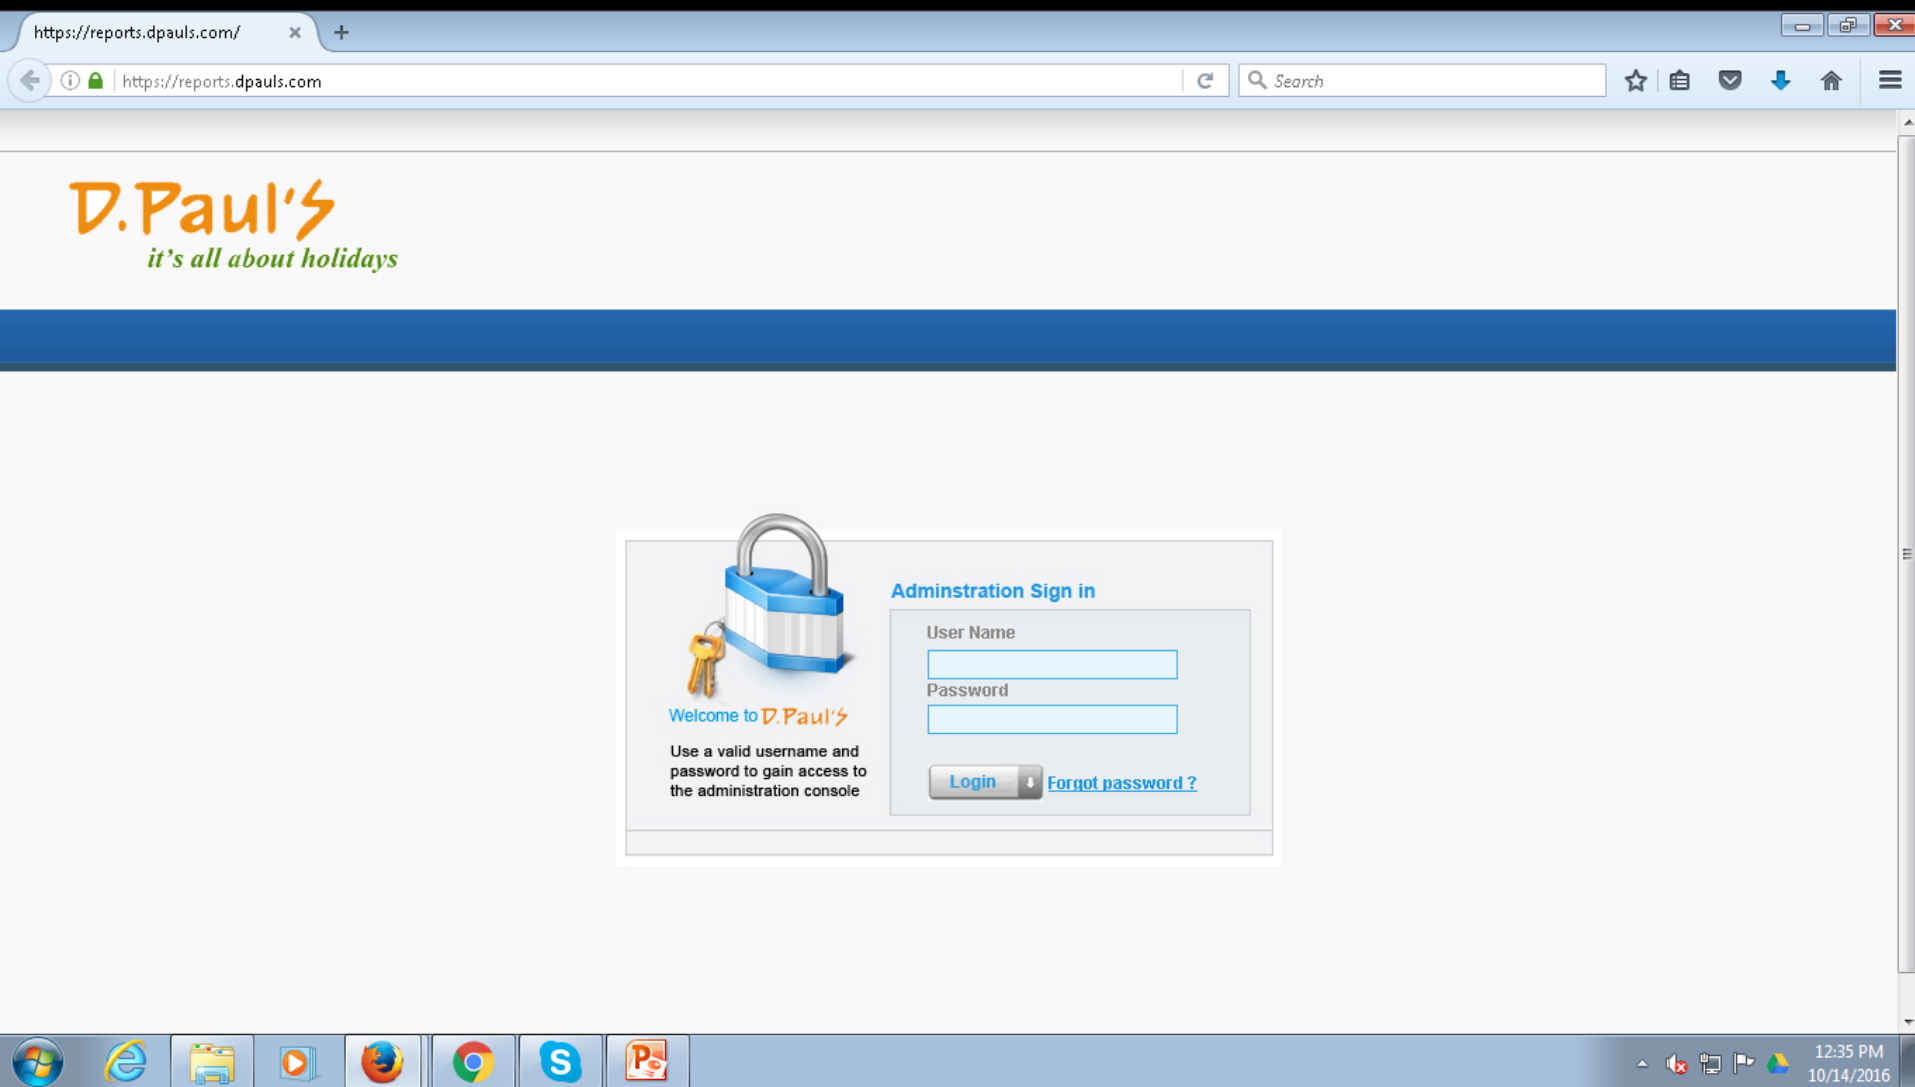 https://reports.dpauls.com/
https://reports.dpauls.com
Search
D.Paul's
it's all about holidays
Adminstration Sign in
User Name
Password
Welcome to D.Paul's
Use a valid username and
password to gain access to
the administration console
Login
Forgot password ?
12:35 PM
10/14/2016